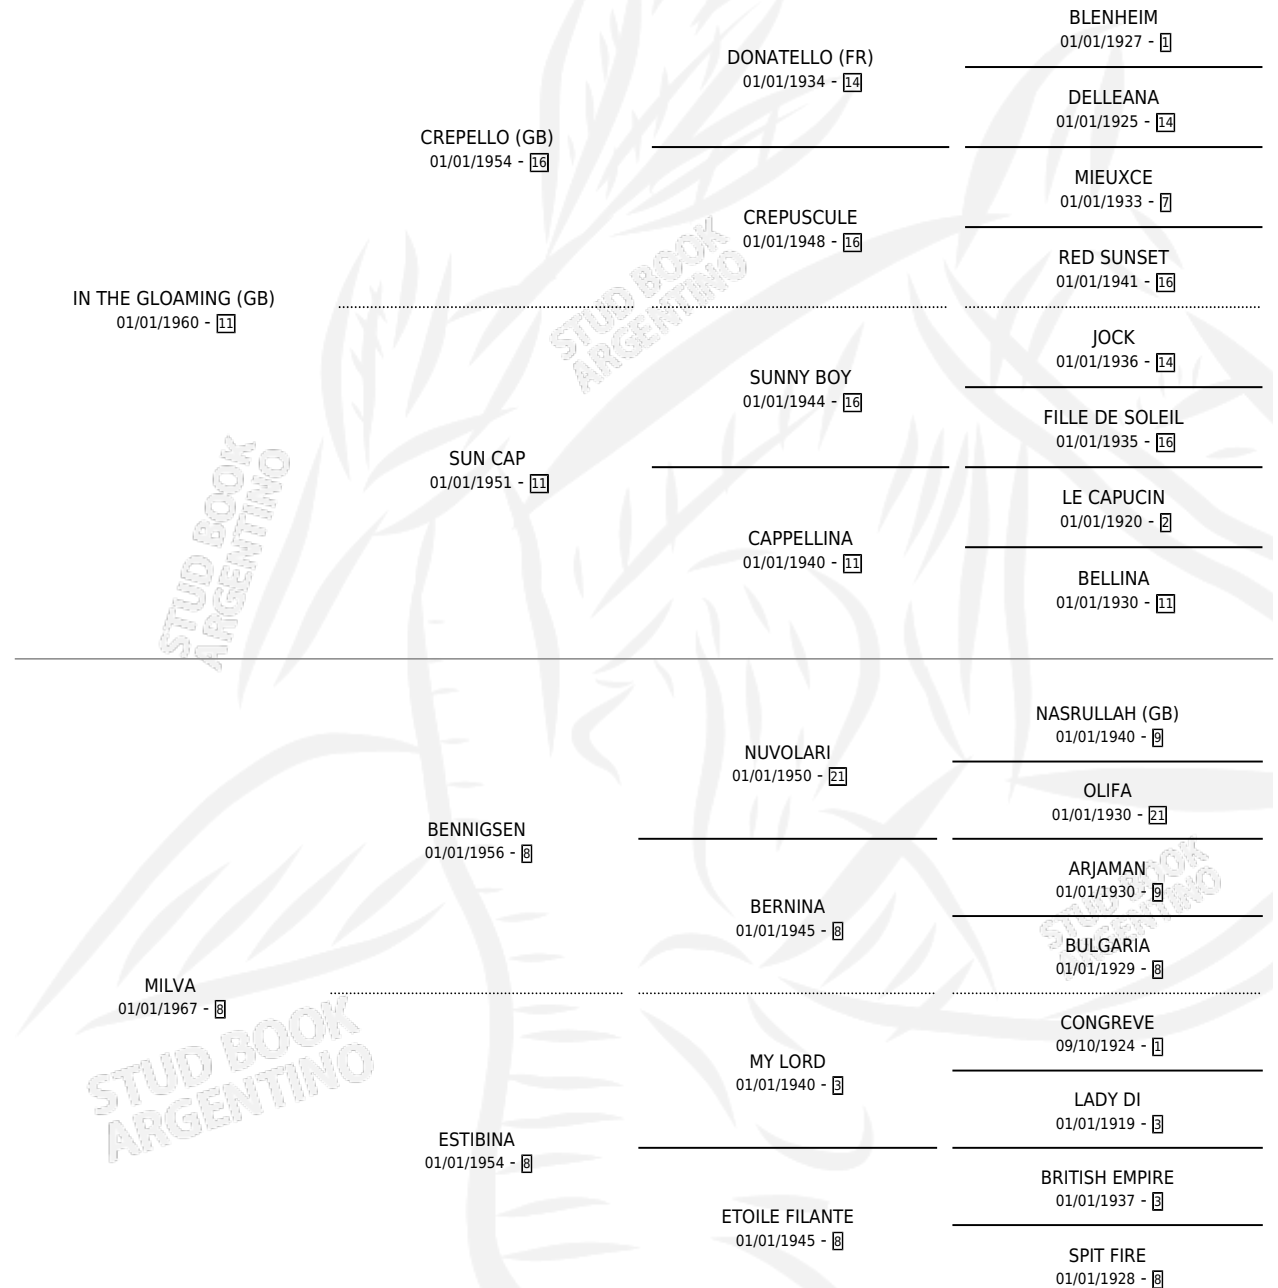 BLENHEIM
01/01/1927 - 1
DONATELLO (FR)
01/01/1934 - 14
DELLEANA
01/01/1925 - 14
CREPELLO (GB)
01/01/1954 - 16
MIEUXCE
01/01/1933 - 7
CREPUSCULE
01/01/1948 - 16
RED SUNSET
01/01/1941 - 16
IN THE GLOAMING (GB)
01/01/1960 - 11
JOCK
01/01/1936 - 14
SUNNY BOY
01/01/1944 - 16
FILLE DE SOLEIL
01/01/1935 - 16
SUN CAP
01/01/1951 - 11
LE CAPUCIN
01/01/1920 - 2
CAPPELLINA
01/01/1940 - 11
BELLINA
01/01/1930 - 11
NASRULLAH (GB)
01/01/1940 - 9
NUVOLARI
01/01/1950 - 21
OLIFA
01/01/1930 - 21
BENNIGSEN
01/01/1956 - 8
ARJAMAN
01/01/1930 - 9
BERNINA
01/01/1945 - 8
BULGARIA
01/01/1929 - 8
MILVA
01/01/1967 - 8
CONGREVE
09/10/1924 - 1
MY LORD
01/01/1940 - 3
LADY DI
01/01/1919 - 3
ESTIBINA
01/01/1954 - 8
BRITISH EMPIRE
01/01/1937 - 3
ETOILE FILANTE
01/01/1945 - 8
SPIT FIRE
01/01/1928 - 8
STUD BOOK
ARGENTINO
STUD BOOK
ARGENTINO
STUD BOOK
ARGENTINO
STUD BOOK
ARGENTINO